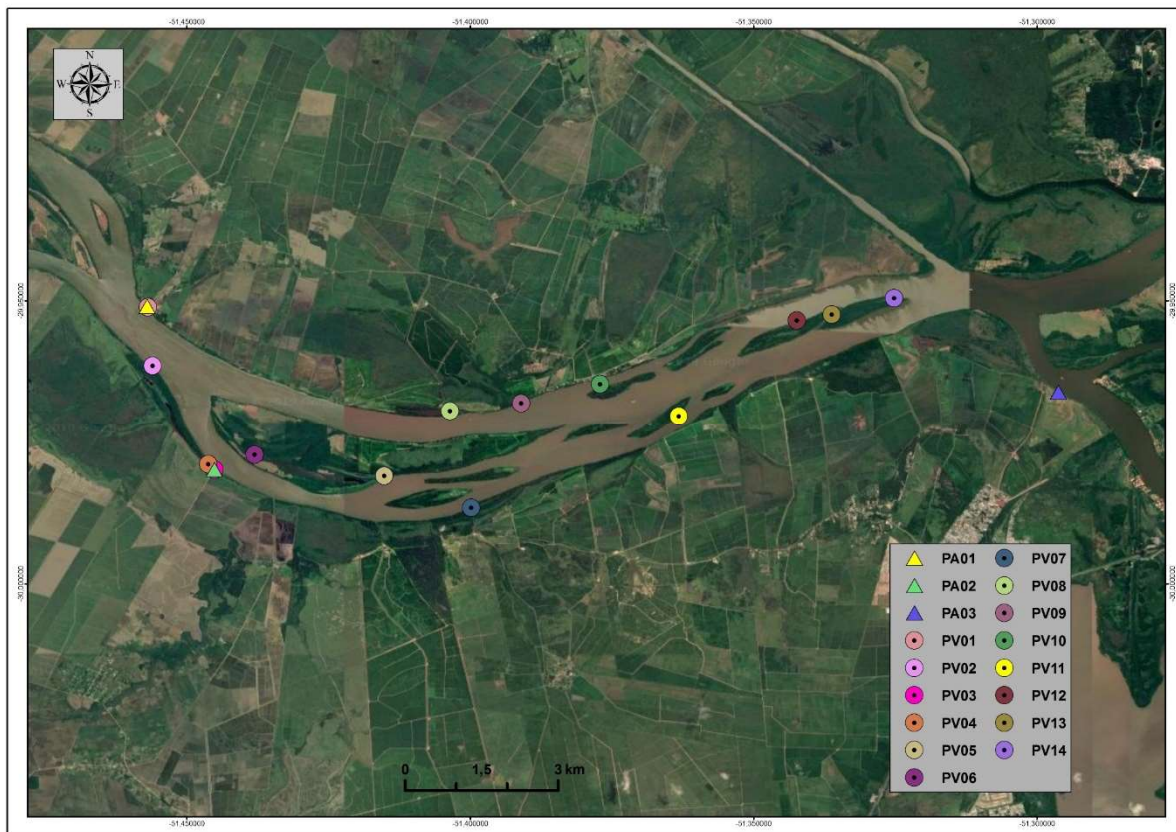 -51,450000 -51,400000 -51,350000 -51,300000
N
W E
S
-29,950000 -29,950000
-30,000000 -30,000000
PA01 PV07
PA02 PV08
PA03 PV09
PV01 PV10
PV02 PV11
PV03 PV12
PV04 PV13
PV05 PV14
PV06
0 1,5 3 km
-51,450000 -51,400000 -51,350000 -51,300000